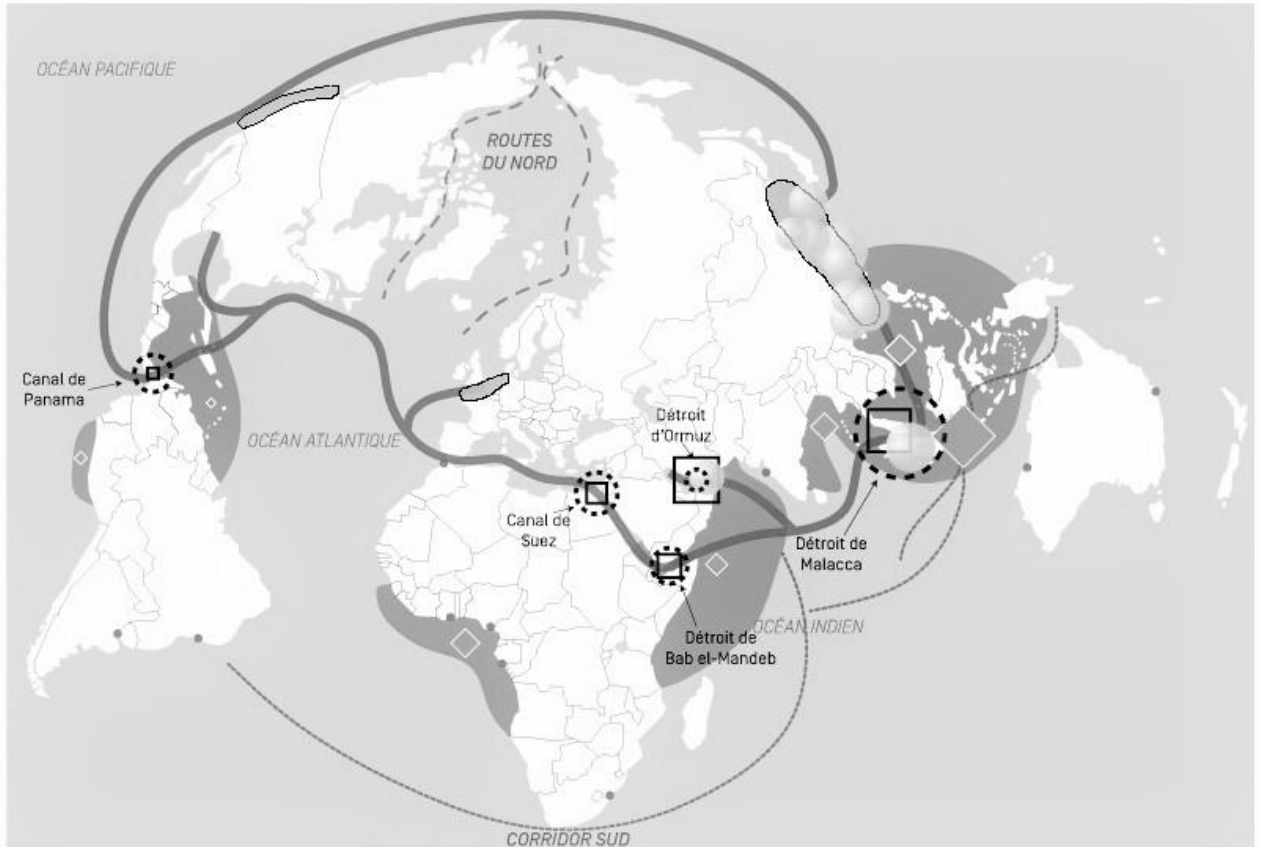 OCÉAN PACIFIQUE
ROUTES
DU NORD
Canal de
Panama
OCÉAN ATLANTIQUE
Détroit
d'Ormuz
Canal de
Suez
Détroit de
Malacca
OCÉAN INDIEN
Détroit de
Bab el-Mandeb
CORRIDOR SUD